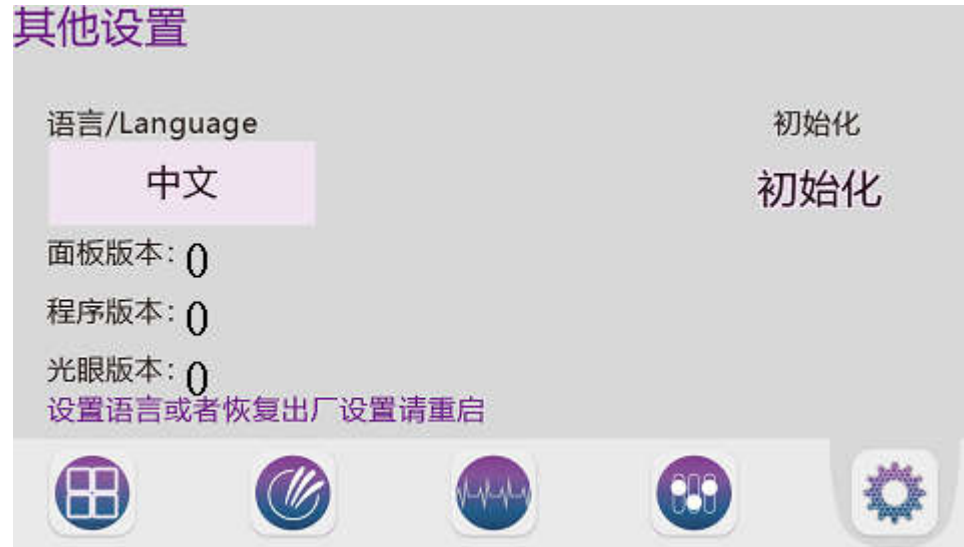 其他设置
语言/Language
初始化
中文
初始化
面板版本：0
程序版本：0
光眼版本：0
设置语言或者恢复出厂设置请重启